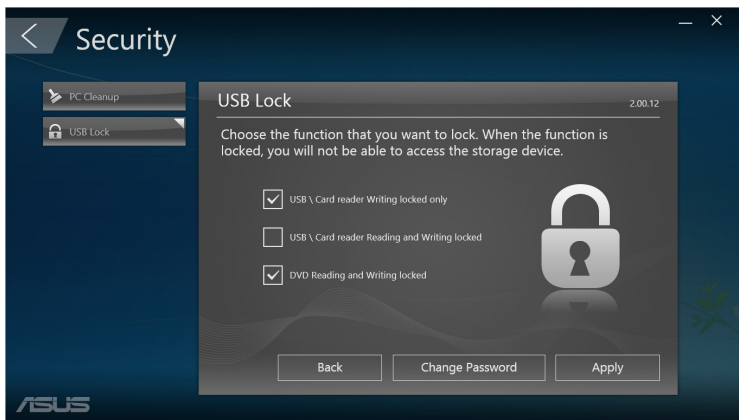 Security
PC Cleanup
USB Lock
USB Lock
2.00.12
Choose the function that you want to lock. When the function is
locked, you will not be able to access the storage device.
USB \ Card reader Writing locked only
USB \ Card reader Reading and Writing locked
DVD Reading and Writing locked
Back
Change Password
Apply
ASUS